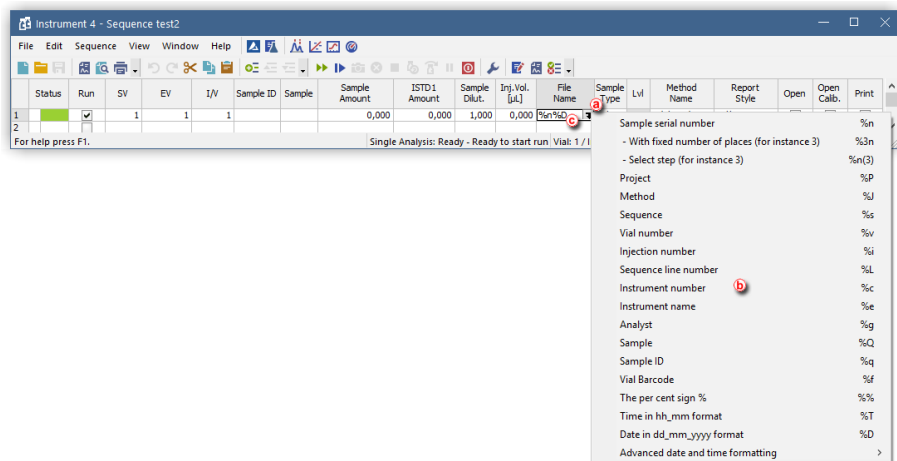 Instrument 4 - Sequence test2
File Edit Sequence View Window Help
Status Run SV EV I/V Sample ID Sample Sample Amount ISTD1 Amount Sample Dilut. Inj.Vol. [µL] File Name Sample Type Lvl Method Name Report Style Open Open Calib. Print
1 1 1 1 0,000 0,000 1,000 0,000 %n%D
2
For help press F1. Single Analysis: Ready - Ready to start run Vial: 1 / I
a
c
Sample serial number %n
- With fixed number of places (for instance 3) %3n
- Select step (for instance 3) %n(3)
Project %P
Method %J
Sequence %s
Vial number %v
Injection number %i
Sequence line number %L
Instrument number b %c
Instrument name %e
Analyst %g
Sample %Q
Sample ID %q
Vial Barcode %f
The per cent sign % %%
Time in hh_mm format %T
Date in dd_mm_yyyy format %D
Advanced date and time formatting >